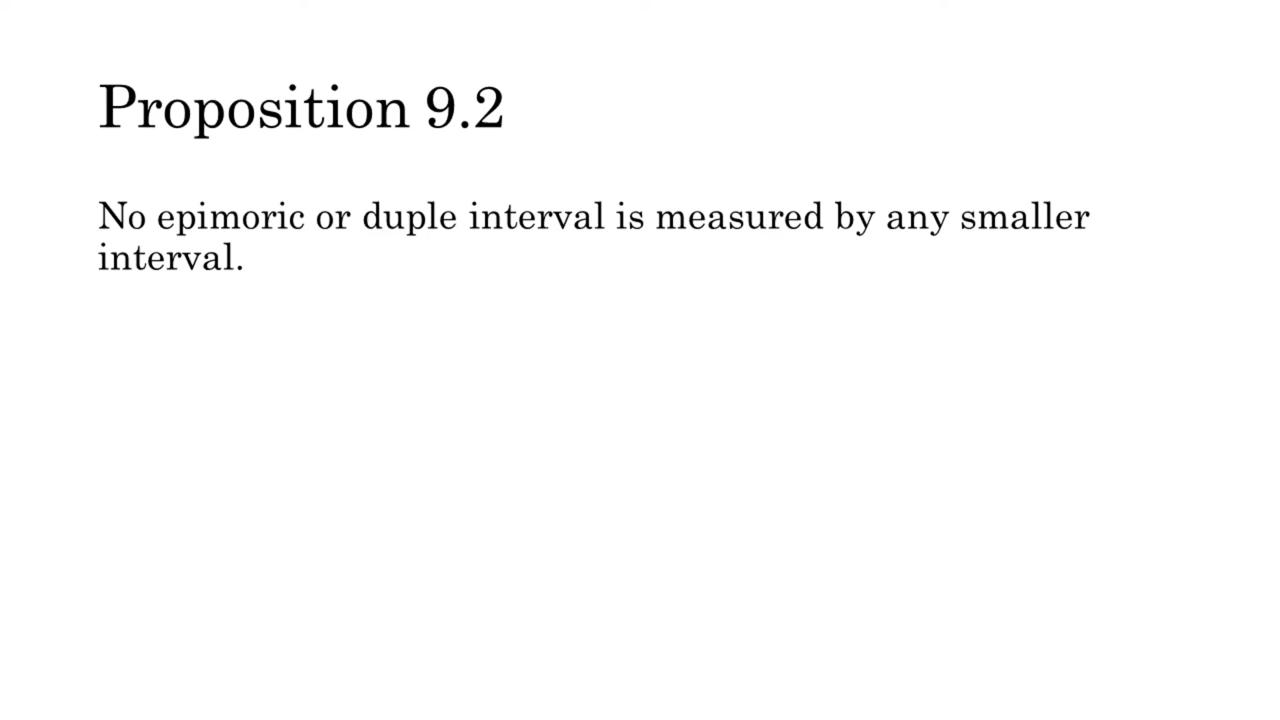 Proposition 9.2
No epimoric or duple interval is measured by any smaller
interval.